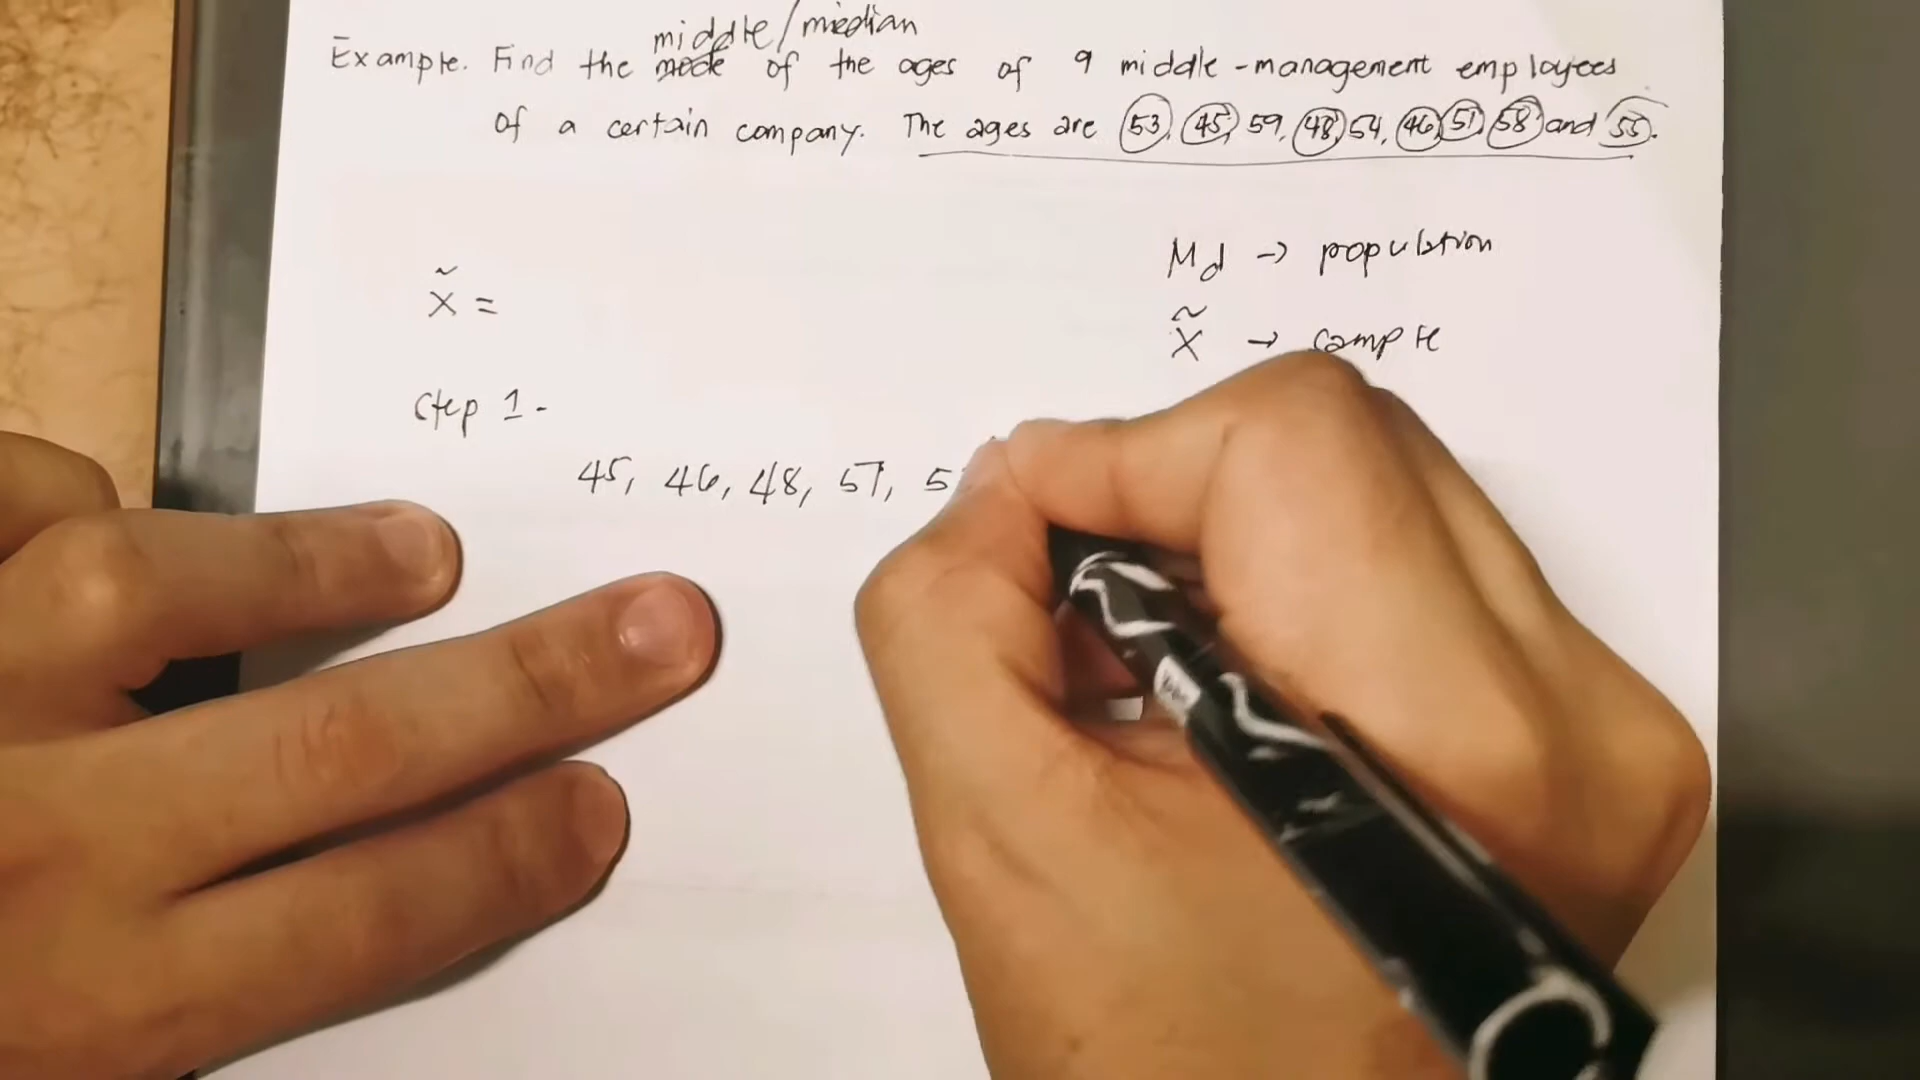 middle/median
Example. Find the mode of the ages of 9 middle-management employees
of a certain company. The ages are 53, 45, 59, 48, 54, 46, 51, 58 and 55.
Md → population
x̃ =
X̃ → sample
Step 1-
45, 46, 48, 51, 5